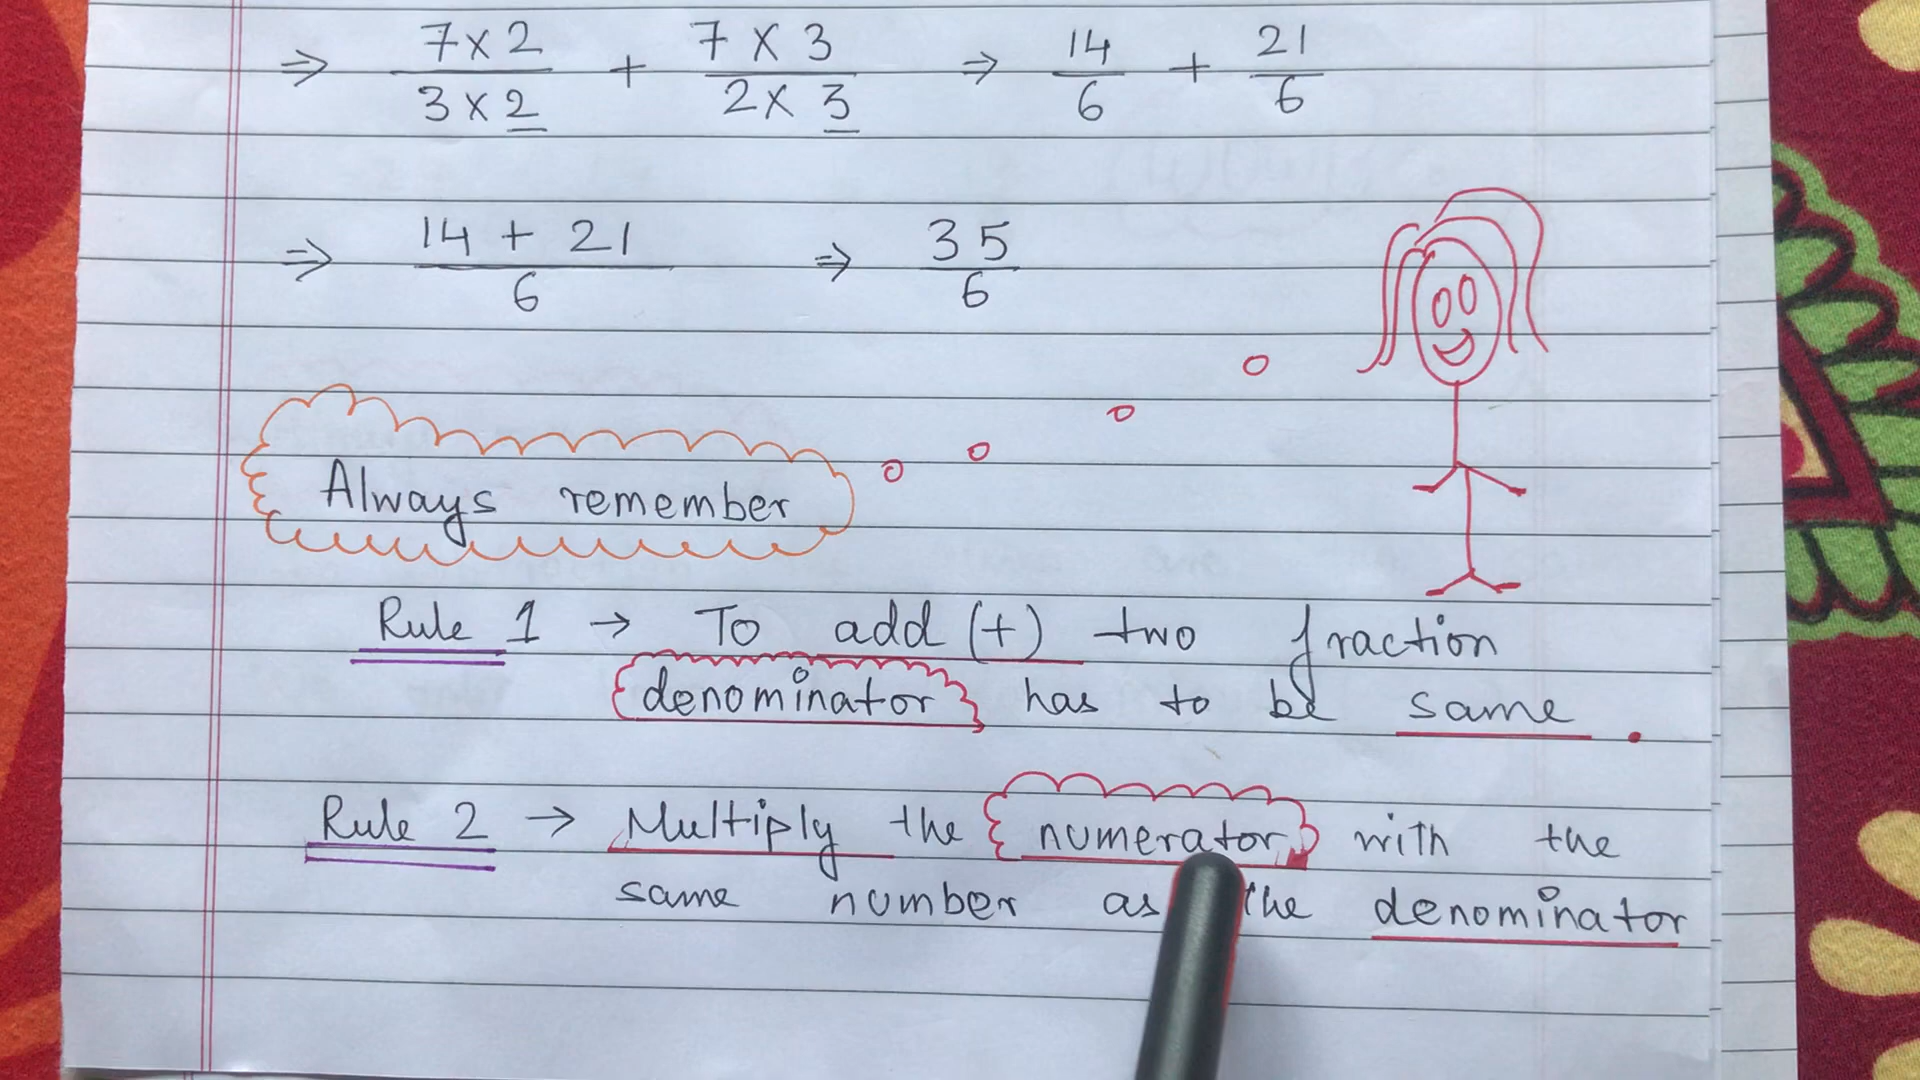 ⇒ 7 x 2 / 3 x 2 + 7 x 3 / 2 x 3 ⇒ 14/6 + 21/6
⇒ 14 + 21 / 6 ⇒ 35/6
Always remember
Rule 1 → To add (+) two fraction
denominator has to be same.
Rule 2 → Multiply the numerator with the
same number as the denominator